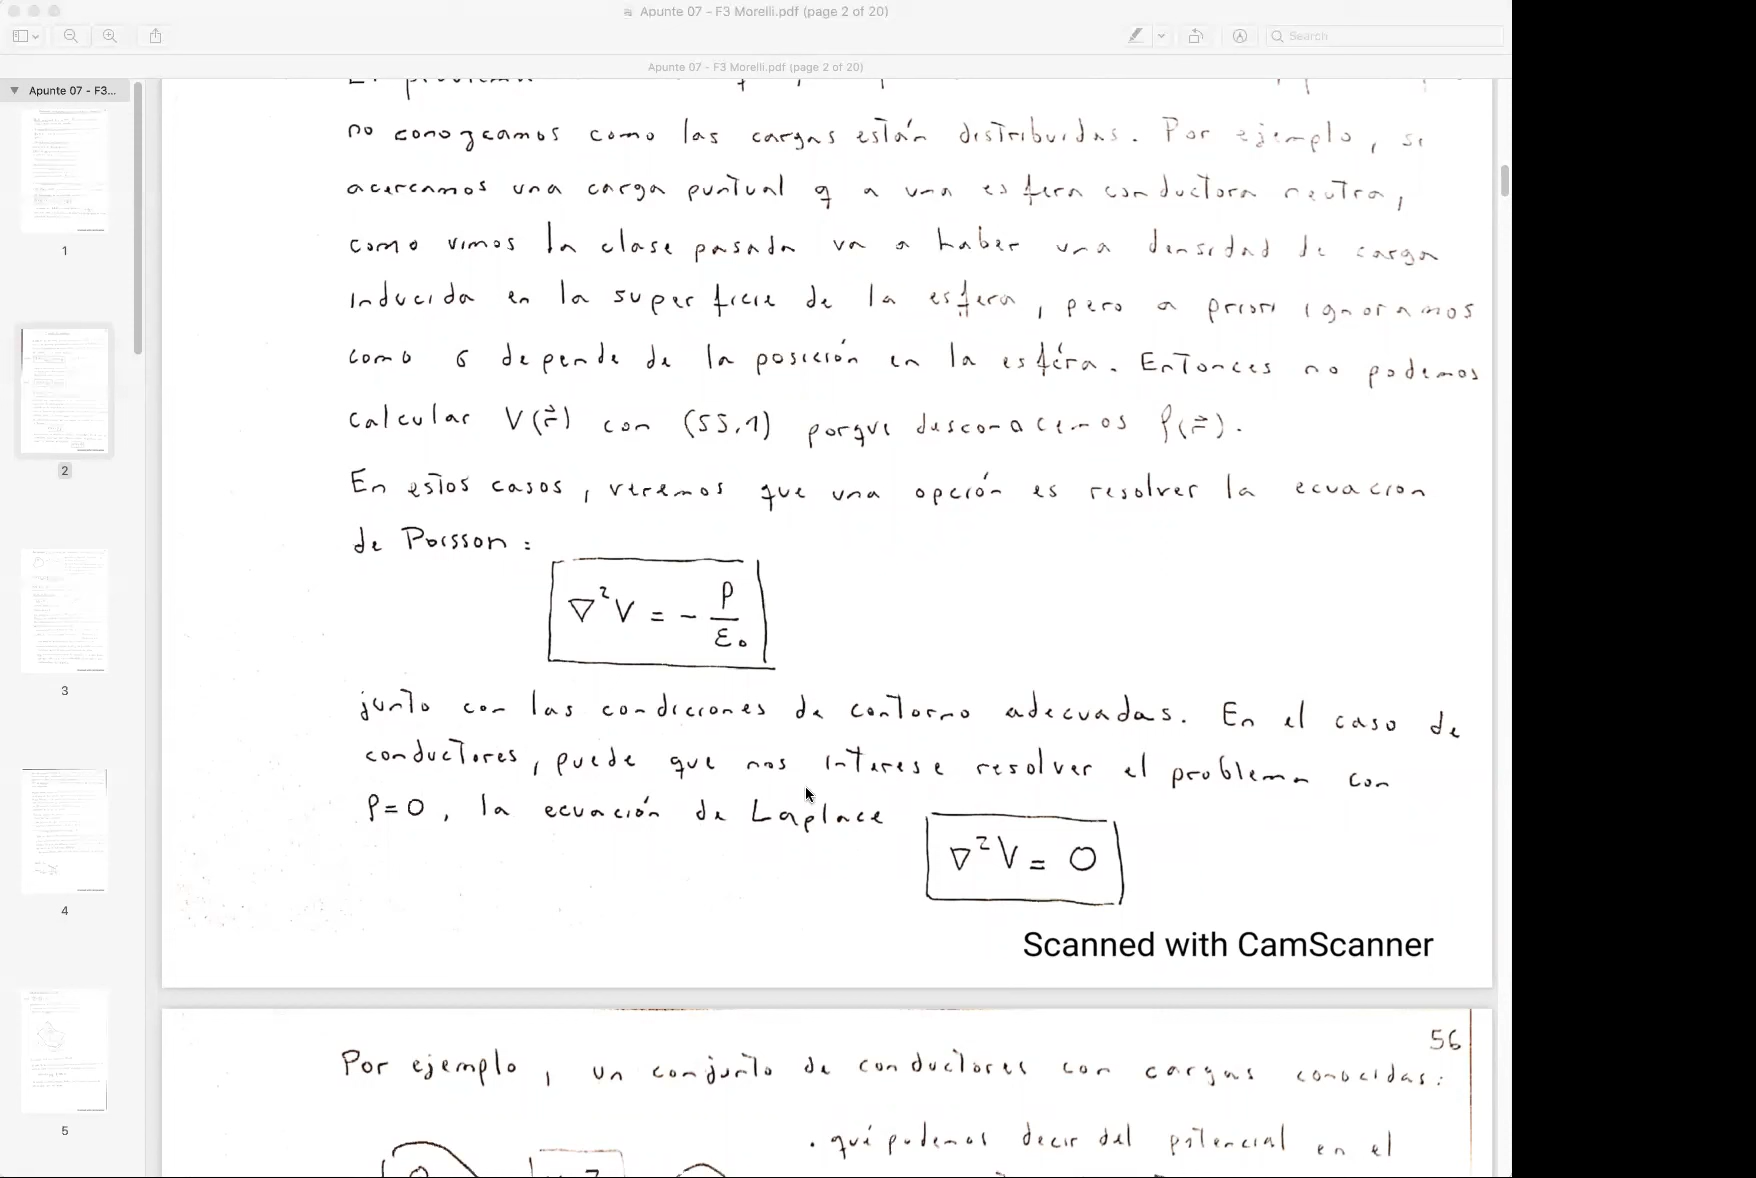 Apunte 07 - F3 Morelli.pdf (page 2 of 20)
Search
Apunte 07 - F3 Morelli.pdf (page 2 of 20)
Apunte 07 - F3...
1
2
3
4
5
no conozcamos como las cargas están distribuidas. Por ejemplo, si
acercamos una carga puntual q a una esfera conductora neutra,
como vimos la clase pasada va a haber una densidad de carga
inducida en la superficie de la esfera, pero a priori ignoramos
como σ depende de la posición en la esféra. Entonces no podemos
calcular V(r⃗) con (55,1) porque desconocemos ρ(r⃗).
En estos casos, veremos que una opción es resolver la ecuacion
de Poisson:
∇²V = - ρ/ε₀
junto con las condiciones de contorno adecuadas. En el caso de
conductores, puede que nos interese resolver el problema con
ρ=0, la ecuación de Laplace
∇²V = 0
Scanned with CamScanner
56
Por ejemplo, un conjunto de conductores con cargas conocidas:
. qué podemos decir del potencial en el